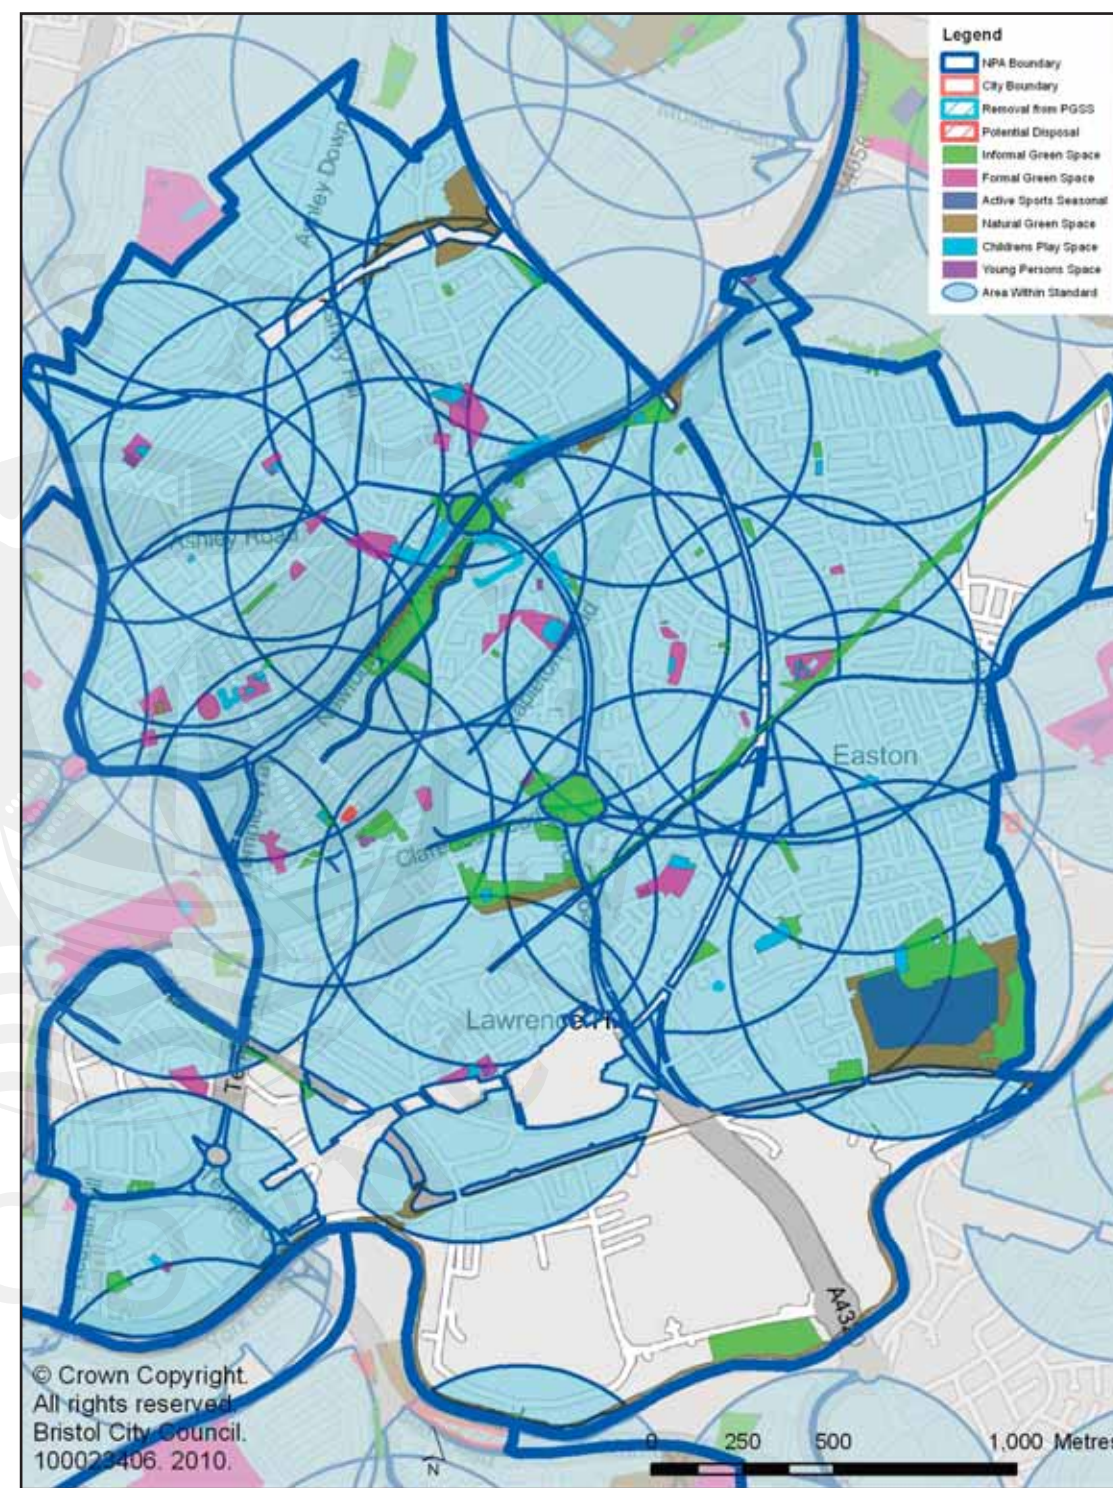 Legend
NPA Boundary
City Boundary
Removal from PGSS
Potential Disposal
Informal Green Space
Formal Green Space
Active Sports Seasonal
Natural Green Space
Childrens Play Space
Young Persons Space
Area Within Standard
Ashley Down
Ashley Hill
Ashley Road
Easton
Lawrence H
A432
© Crown Copyright.
All rights reserved.
Bristol City Council.
100023406. 2010.
N
0 250 500 1,000 Metres